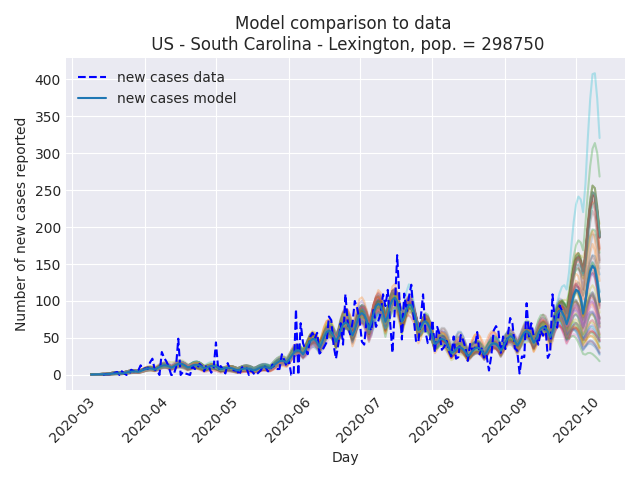 Model comparison to data
US - South Carolina - Lexington, pop. = 298750
new cases data
new cases model
Number of new cases reported
400
350
300
250
200
150
100
50
0
2020-03
2020-04
2020-05
2020-06
2020-07
2020-08
2020-09
2020-10
Day